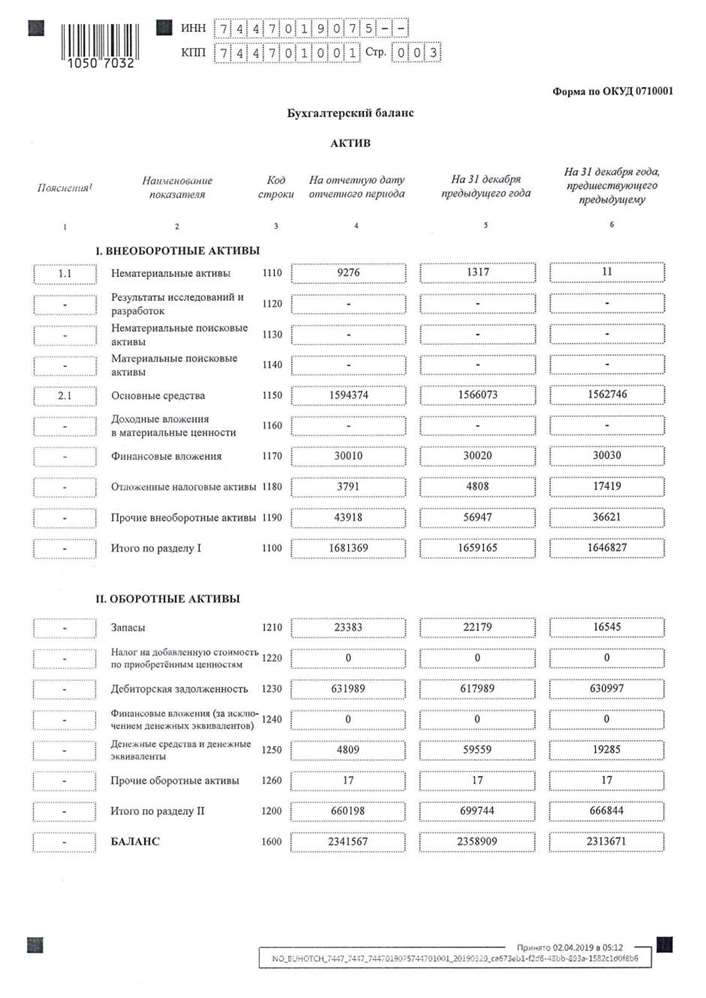 ИНН 7447019075--
КПП 744701001 Стр. 003
1050 7032
Форма по ОКУД 0710001
Бухгалтерский баланс
АКТИВ
Пояснения¹ Наименование показателя Код строки На отчетную дату отчетного периода На 31 декабря предыдущего года На 31 декабря года, предшествующего предыдущему
1 2 3 4 5 6
I. ВНЕОБОРОТНЫЕ АКТИВЫ
1.1 Нематериальные активы 1110 9276 1317 11
- Результаты исследований и разработок 1120 - - -
- Нематериальные поисковые активы 1130 - - -
- Материальные поисковые активы 1140 - - -
2.1 Основные средства 1150 1594374 1566073 1562746
- Доходные вложения в материальные ценности 1160 - - -
- Финансовые вложения 1170 30010 30020 30030
- Отложенные налоговые активы 1180 3791 4808 17419
- Прочие внеоборотные активы 1190 43918 56947 36621
- Итого по разделу I 1100 1681369 1659165 1646827
II. ОБОРОТНЫЕ АКТИВЫ
- Запасы 1210 23383 22179 16545
- Налог на добавленную стоимость по приобретённым ценностям 1220 0 0 0
- Дебиторская задолженность 1230 631989 617989 630997
- Финансовые вложения (за исклю-чением денежных эквивалентов) 1240 0 0 0
- Денежные средства и денежные эквиваленты 1250 4809 59559 19285
- Прочие оборотные активы 1260 17 17 17
- Итого по разделу II 1200 660198 699744 666844
- БАЛАНС 1600 2341567 2358909 2313671
Принято 02.04.2019 в 05:12